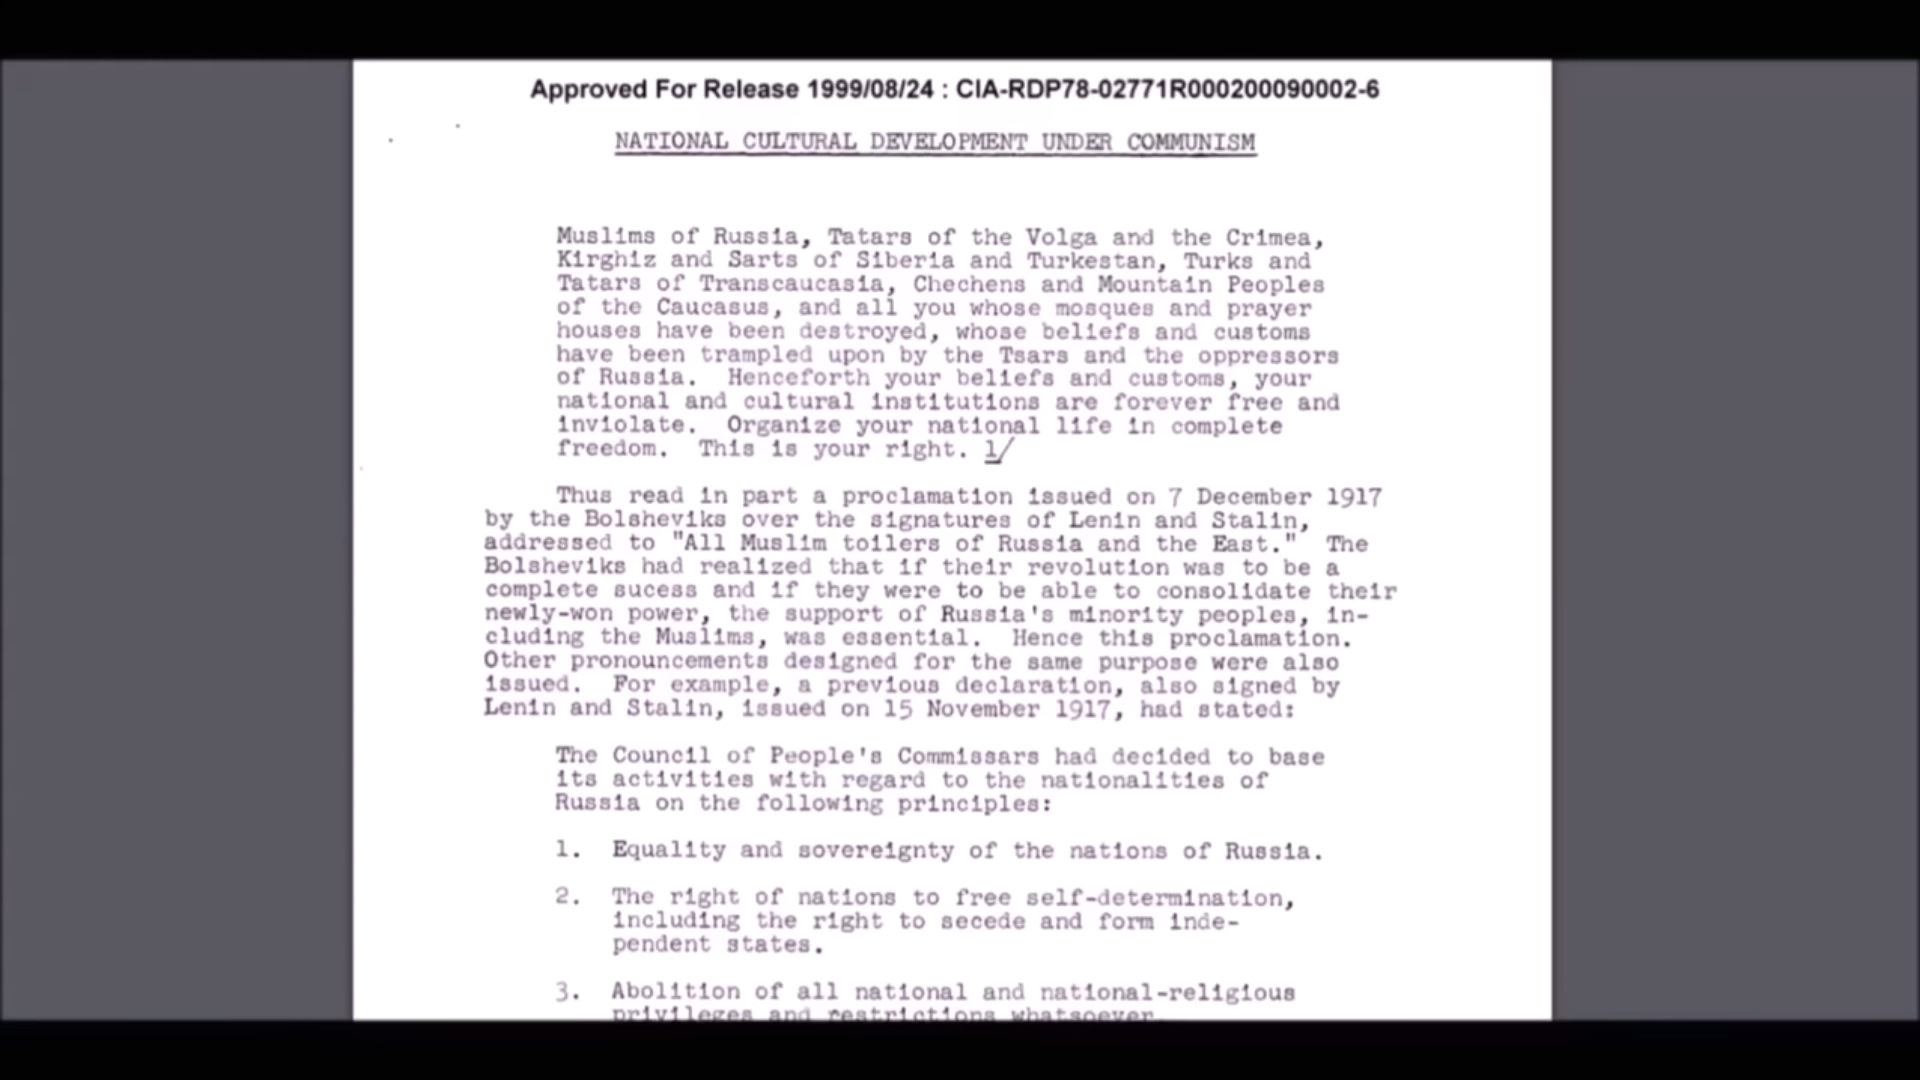 Approved For Release 1999/08/24 : CIA-RDP78-02771R000200090002-6
NATIONAL CULTURAL DEVELOPMENT UNDER COMMUNISM
Muslims of Russia, Tatars of the Volga and the Crimea,
Kirghiz and Sarts of Siberia and Turkestan, Turks and
Tatars of Transcaucasia, Chechens and Mountain Peoples
of the Caucasus, and all you whose mosques and prayer
houses have been destroyed, whose beliefs and customs
have been trampled upon by the Tsars and the oppressors
of Russia. Henceforth your beliefs and customs, your
national and cultural institutions are forever free and
inviolate. Organize your national life in complete
freedom. This is your right. 1/
Thus read in part a proclamation issued on 7 December 1917
by the Bolsheviks over the signatures of Lenin and Stalin,
addressed to "All Muslim toilers of Russia and the East." The
Bolsheviks had realized that if their revolution was to be a
complete sucess and if they were to be able to consolidate their
newly-won power, the support of Russia's minority peoples, in-
cluding the Muslims, was essential. Hence this proclamation.
Other pronouncements designed for the same purpose were also
issued. For example, a previous declaration, also signed by
Lenin and Stalin, issued on 15 November 1917, had stated:
The Council of People's Commissars had decided to base
its activities with regard to the nationalities of
Russia on the following principles:
1. Equality and sovereignty of the nations of Russia.
2. The right of nations to free self-determination,
including the right to secede and form inde-
pendent states.
3. Abolition of all national and national-religious
privileges and restrictions whatsoever.